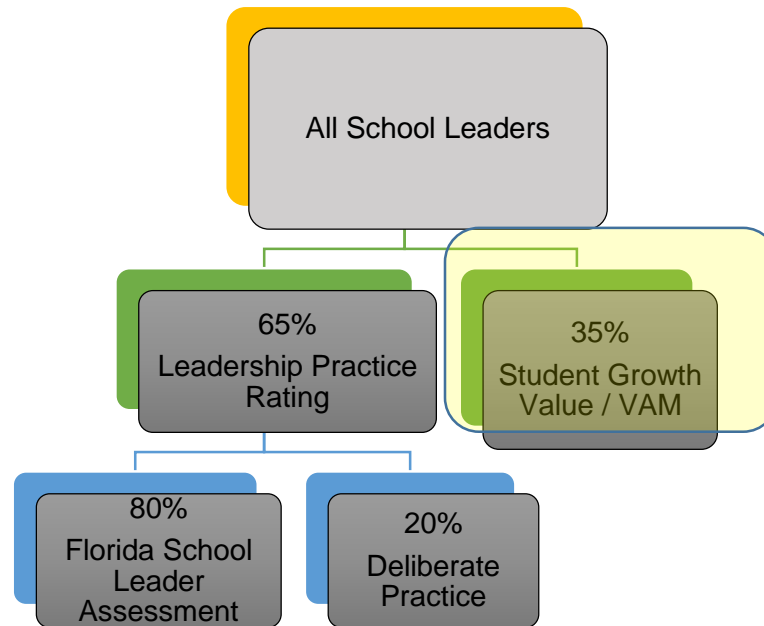 All School Leaders
65%
Leadership Practice
Rating
35%
Student Growth
Value / VAM
80%
Florida School
Leader
Assessment
20%
Deliberate
Practice